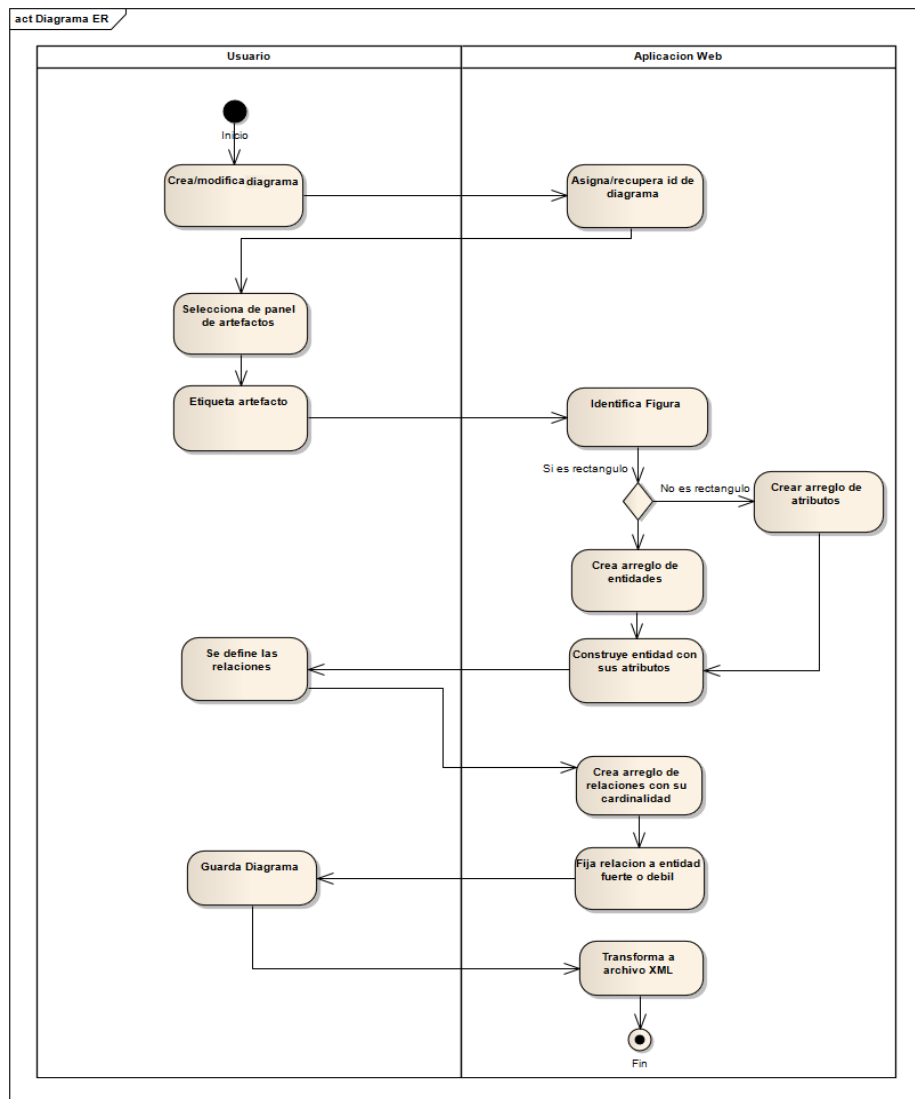 act Diagrama ER
Usuario
Aplicacion Web
Inicio
Crea/modifica diagrama
Asigna/recupera id de
diagrama
Selecciona de panel
de artefactos
Etiqueta artefacto
Identifica Figura
Si es rectangulo
No es rectangulo
Crear arreglo de
atributos
Crea arreglo de
entidades
Se define las
relaciones
Construye entidad con
sus atributos
Crea arreglo de
relaciones con su
cardinalidad
Guarda Diagrama
Fija relacion a entidad
fuerte o debil
Transforma a
archivo XML
Fin